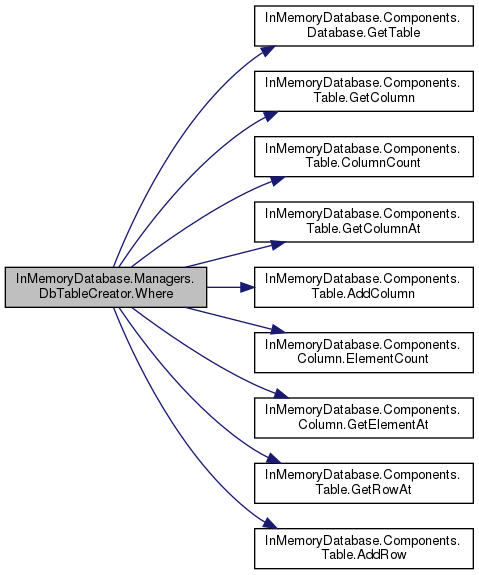 InMemoryDatabase.Components.
Database.GetTable
InMemoryDatabase.Components.
Table.GetColumn
InMemoryDatabase.Components.
Table.ColumnCount
InMemoryDatabase.Components.
Table.GetColumnAt
InMemoryDatabase.Managers.
DbTableCreator.Where
InMemoryDatabase.Components.
Table.AddColumn
InMemoryDatabase.Components.
Column.ElementCount
InMemoryDatabase.Components.
Column.GetElementAt
InMemoryDatabase.Components.
Table.GetRowAt
InMemoryDatabase.Components.
Table.AddRow